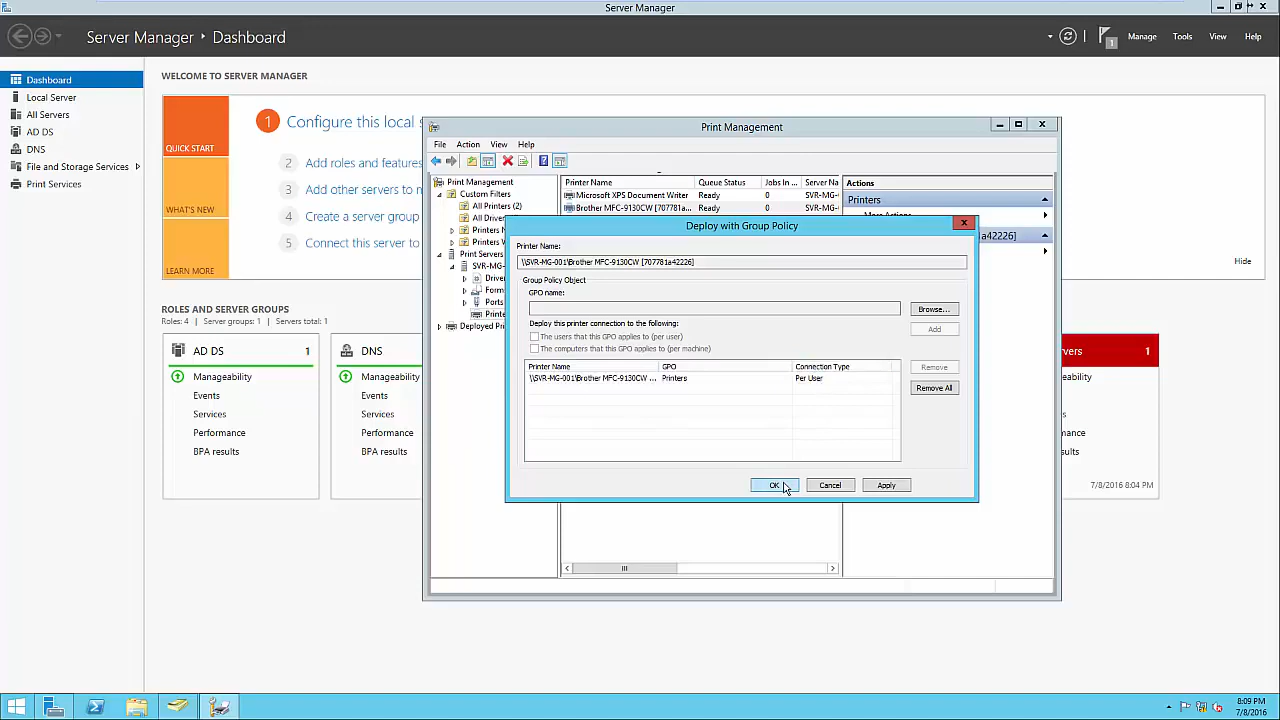 Server Manager
Server Manager • Dashboard
1
Manage
Tools
View
Help
Dashboard
Local Server
All Servers
AD DS
DNS
File and Storage Services
Print Services
WELCOME TO SERVER MANAGER
QUICK START
WHAT'S NEW
LEARN MORE
1
Configure this local
2 Add roles and features
3 Add other servers to
4 Create a server group
5 Connect this server to
Hide
ROLES AND SERVER GROUPS
Roles: 4 | Server groups: 1 | Servers total: 1
AD DS 1
Manageability
Events
Services
Performance
BPA results
DNS
Manageability
Events
Services
Performance
BPA results
1
7/8/2016 8:04 PM
Print Management
File Action View Help
Print Management
Custom Filters
All Printers (2)
All Drive
Printers N
Printers
Print Servers
SVR-MG-
Drive
Form
Ports
Printe
Deployed P
Printer Name Queue Status Jobs In ... Server Na
Microsoft XPS Document Writer Ready 0 SVR-MG-
Brother MFC-9130CW [707781a... Ready 0 SVR-MG-
Actions
Printers
More Actions
a42226]
Deploy with Group Policy
Printer Name:
\\SVR-MG-001\Brother MFC-9130CW [707781a42226]
Group Policy Object
GPO name:
Browse...
Deploy this printer connection to the following:
Add
The users that this GPO applies to (per user)
The computers that this GPO applies to (per machine)
Printer Name GPO Connection Type
\\SVR-MG-001\Brother MFC-9130CW ... Printers Per User
Remove
Remove All
OK Cancel Apply
8:09 PM
7/8/2016